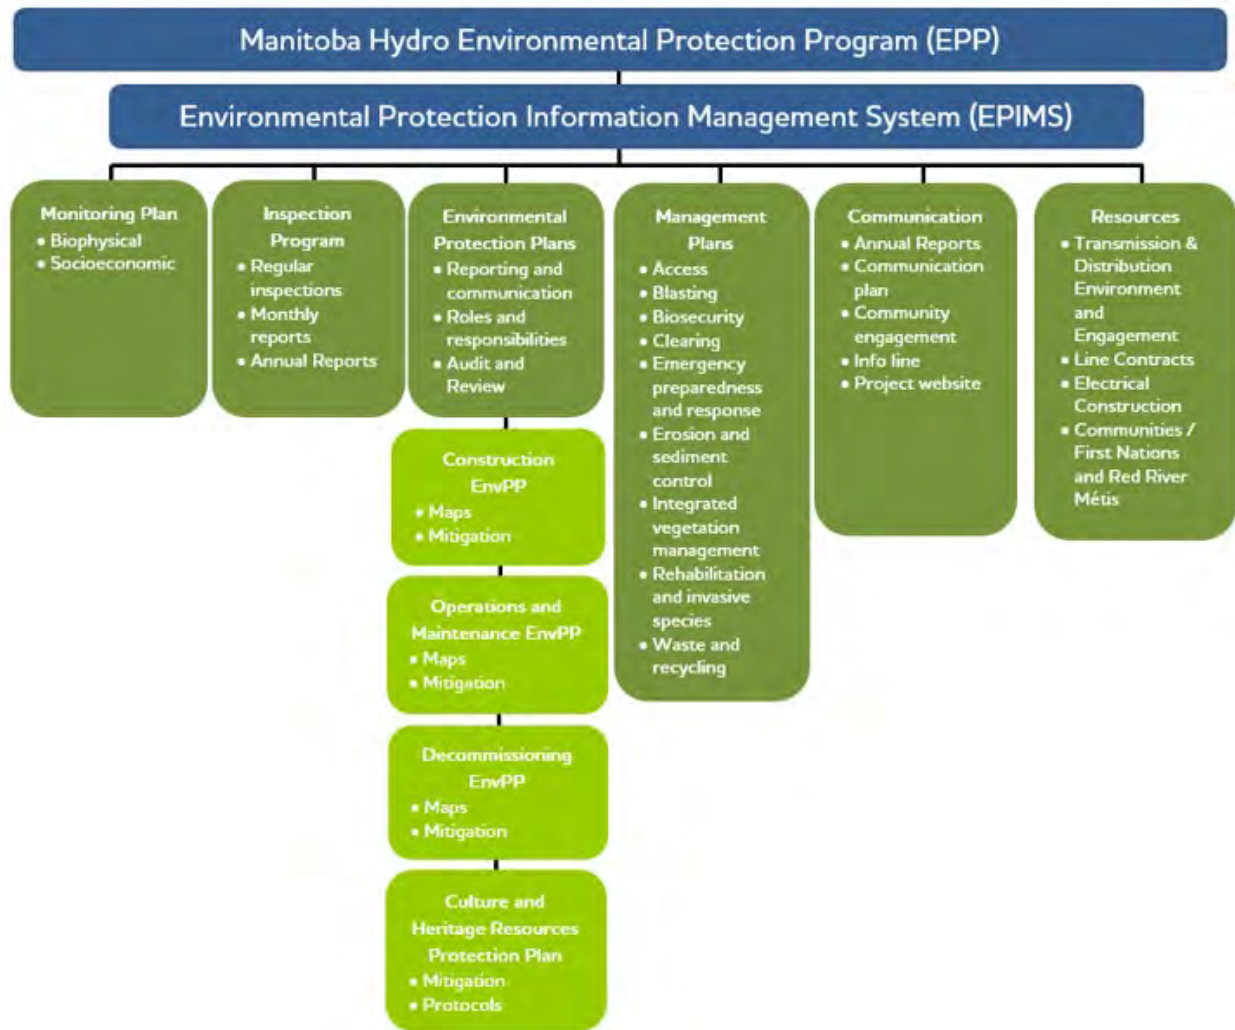 Manitoba Hydro Environmental Protection Program (EPP)
Environmental Protection Information Management System (EPIMS)
Monitoring Plan
• Biophysical
• Socioeconomic
Inspection
Program
• Regular
inspections
• Monthly
reports
• Annual Reports
Environmental
Protection Plans
• Reporting and
communication
• Roles and
responsibilities
• Audit and
Review
Construction
EnvPP
• Maps
• Mitigation
Operations and
Maintenance EnvPP
• Maps
• Mitigation
Decommissioning
EnvPP
• Maps
• Mitigation
Culture and
Heritage Resources
Protection Plan
• Mitigation
• Protocols
Management
Plans
• Access
• Blasting
• Biosecurity
• Clearing
• Emergency
preparedness
and response
• Erosion and
sediment
control
• Integrated
vegetation
management
• Rehabilitation
and invasive
species
• Waste and
recycling
Communication
• Annual Reports
• Communication
plan
• Community
engagement
• Info line
• Project website
Resources
• Transmission &
Distribution
Environment
and
Engagement
• Line Contracts
• Electrical
Construction
• Communities /
First Nations
and Red River
Métis